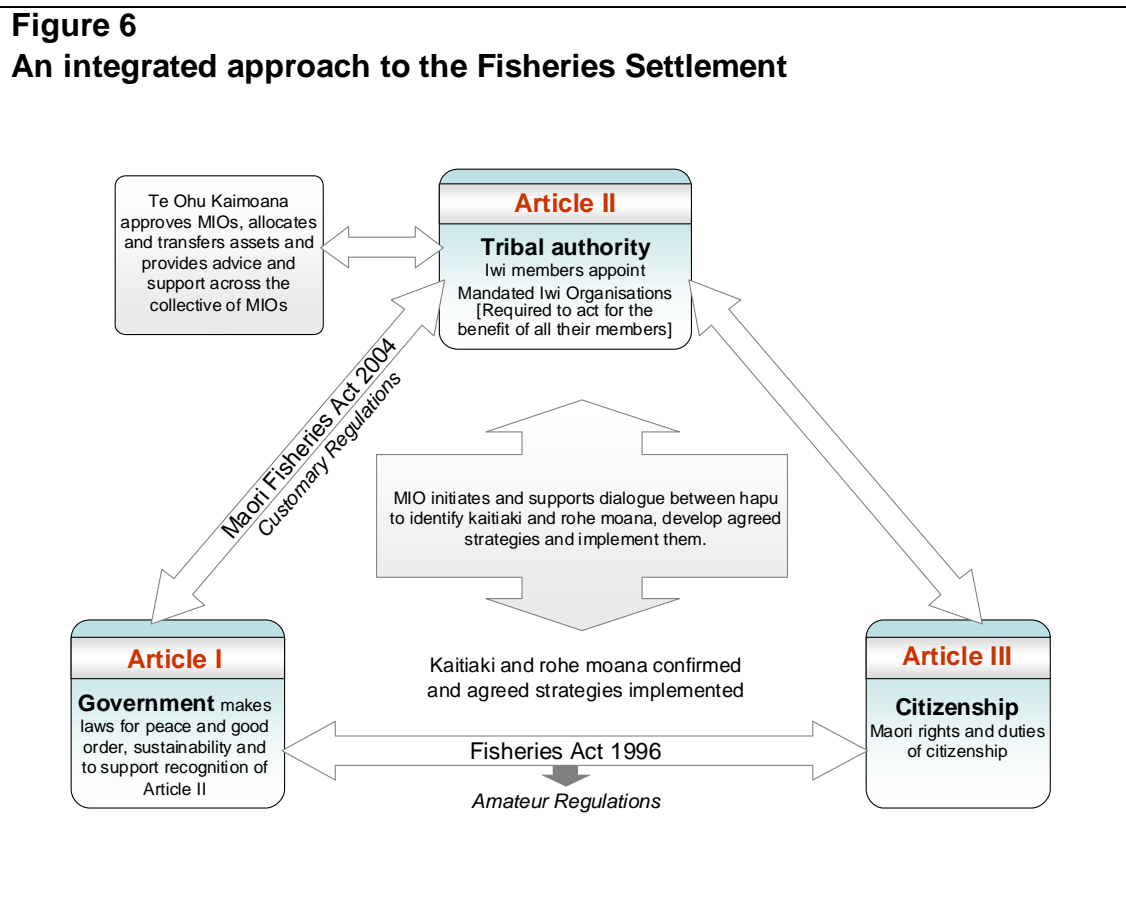 Figure 6
An integrated approach to the Fisheries Settlement
Te Ohu Kaimoana
approves MIOs, allocates
and transfers assets and
provides advice and
support across the
collective of MIOs
Article II
Tribal authority
Iwi members appoint
Mandated Iwi Organisations
[Required to act for the
benefit of all their members]
Maori Fisheries Act 2004
Customary Regulations
MIO initiates and supports dialogue between hapu
to identify kaitiaki and rohe moana, develop agreed
strategies and implement them.
Article I
Government makes
laws for peace and good
order, sustainability and
to support recognition of
Article II
Kaitiaki and rohe moana confirmed
and agreed strategies implemented
Article III
Citizenship
Maori rights and duties
of citizenship
Fisheries Act 1996
Amateur Regulations